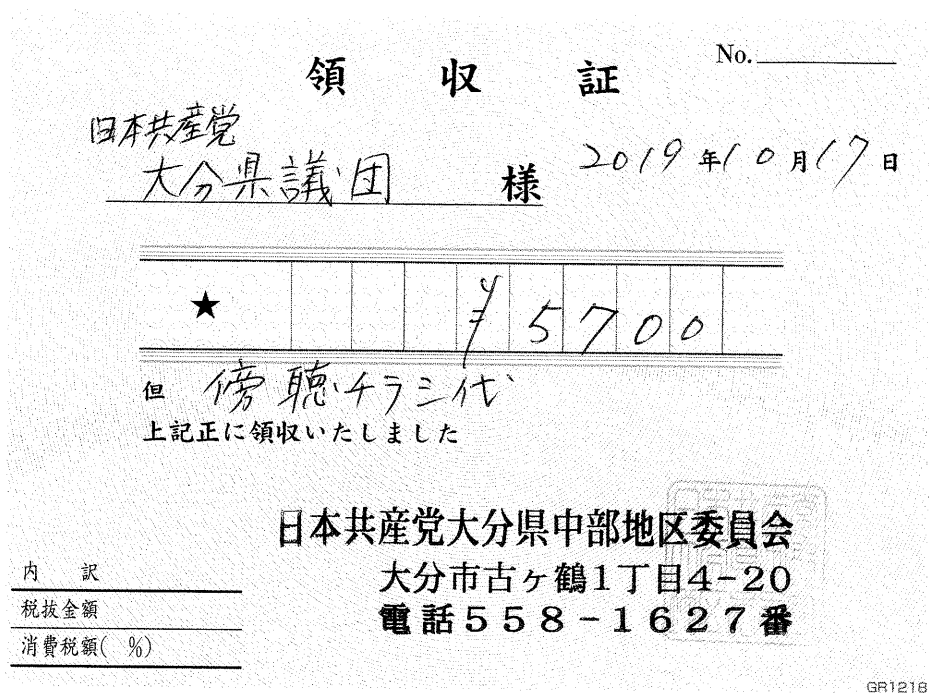 領収証
No.
日本共産党
大分県議団 様
2019年10月17日
★ ¥5700
但 傍聴チラシ代
上記正に領収いたしました
日本共産党大分県中部地区委員会
大分市古ヶ鶴1丁目4-20
電話558-1627番
内訳
税抜金額
消費税額( %)
GR1218